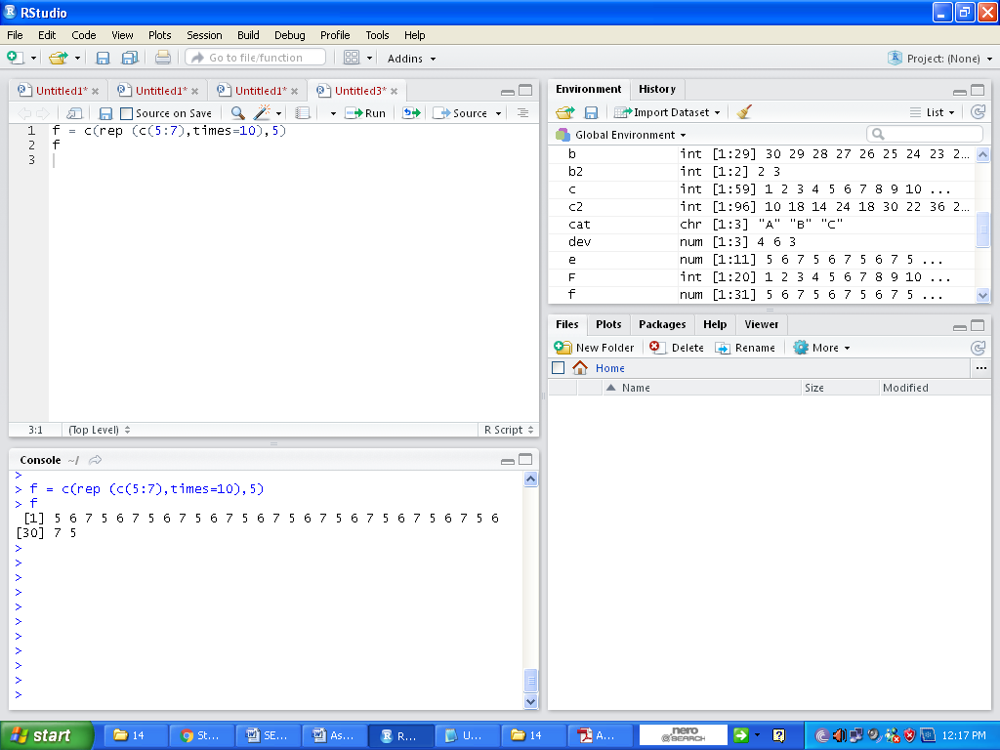 RStudio
File Edit Code View Plots Session Build Debug Profile Tools Help
Go to file/function Addins Project: (None)
Untitled1* Untitled1* Untitled1* Untitled3*
Source on Save Run Source
1 f = c(rep (c(5:7),times=10),5)
2 f
3
3:1 (Top Level) R Script
Console ~/
>
> f = c(rep (c(5:7),times=10),5)
> f
[1] 5 6 7 5 6 7 5 6 7 5 6 7 5 6 7 5 6 7 5 6 7 5 6 7 5 6 7 5 6
[30] 7 5
>
>
>
>
>
>
>
>
>
>
>
Environment History
Import Dataset List
Global Environment
b int [1:29] 30 29 28 27 26 25 24 23 2...
b2 int [1:2] 2 3
c int [1:59] 1 2 3 4 5 6 7 8 9 10 ...
c2 int [1:96] 10 18 14 24 18 30 22 36 2...
cat chr [1:3] "A" "B" "C"
dev num [1:3] 4 6 3
e num [1:11] 5 6 7 5 6 7 5 6 7 5 ...
F int [1:20] 1 2 3 4 5 6 7 8 9 10 ...
f num [1:31] 5 6 7 5 6 7 5 6 7 5 ...
Files Plots Packages Help Viewer
New Folder Delete Rename More
Home ...
Name Size Modified
start 14 St... SE... As... R... U... 14 A... nero SEARCH 12:17 PM